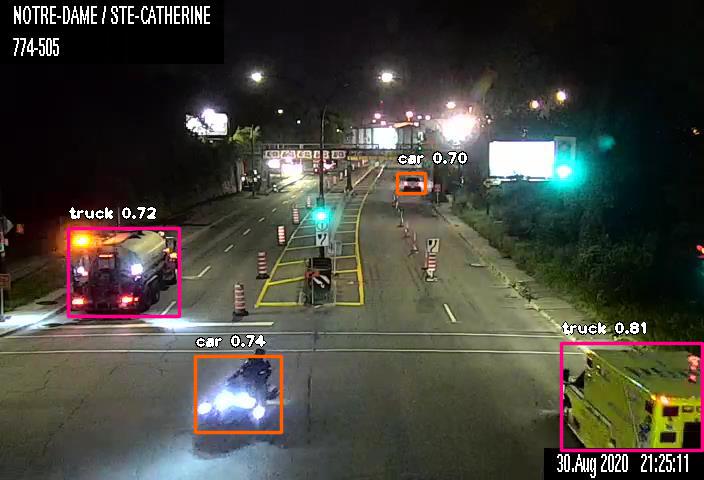 NOTRE-DAME / STE-CATHERINE
774-505
car 0.70
truck 0.72
truck 0.81
car 0.74
30.Aug 2020 21:25:11